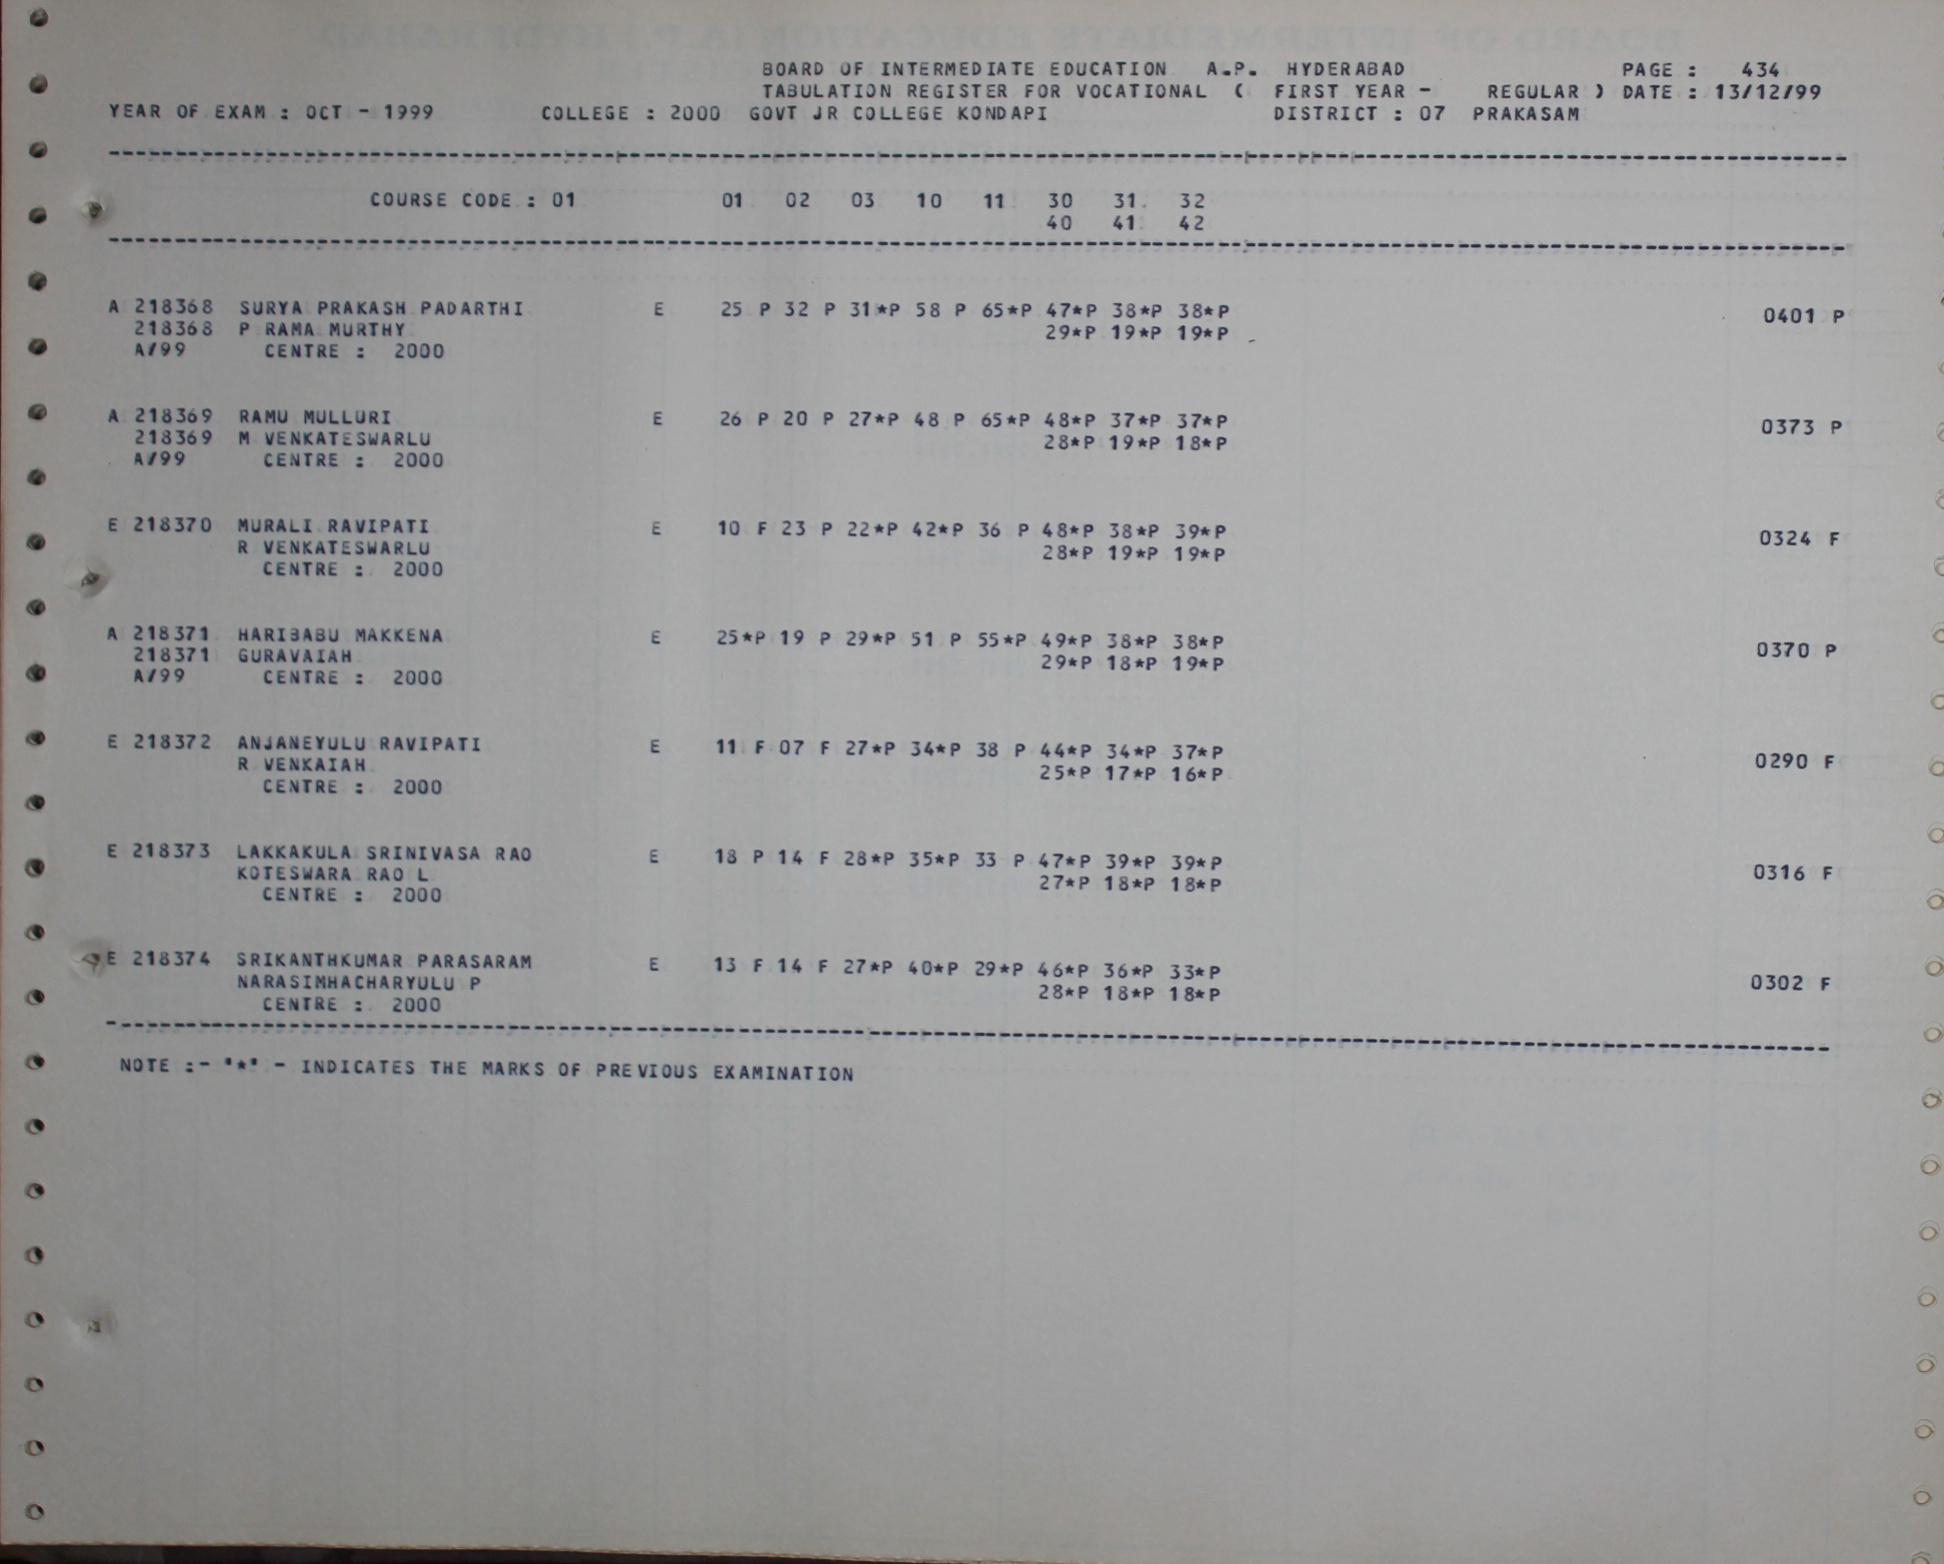 BOARD OF INTERMEDIATE EDUCATION A.P. HYDERABAD PAGE : 434
TABULATION REGISTER FOR VOCATIONAL ( FIRST YEAR - REGULAR ) DATE : 13/12/99
YEAR OF EXAM : OCT - 1999 COLLEGE : 2000 GOVT JR COLLEGE KONDAPI DISTRICT : 07 PRAKASAM
COURSE CODE : 01 01 02 03 10 11 30 31 32
40 41 42
A 218368 SURYA PRAKASH PADARTHI E 25 P 32 P 31*P 58 P 65*P 47*P 38*P 38*P 0401 P
218368 P RAMA MURTHY 29*P 19*P 19*P
A/99 CENTRE : 2000
A 218369 RAMU MULLURI E 26 P 20 P 27*P 48 P 65*P 48*P 37*P 37*P 0373 P
218369 M VENKATESWARLU 28*P 19*P 18*P
A/99 CENTRE : 2000
E 218370 MURALI RAVIPATI E 10 F 23 P 22*P 42*P 36 P 48*P 38*P 39*P 0324 F
R VENKATESWARLU 28*P 19*P 19*P
CENTRE : 2000
A 218371 HARIBABU MAKKENA E 25*P 19 P 29*P 51 P 55*P 49*P 38*P 38*P 0370 P
218371 GURAVAIAH 29*P 18*P 19*P
A/99 CENTRE : 2000
E 218372 ANJANEYULU RAVIPATI E 11 F 07 F 27*P 34*P 38 P 44*P 34*P 37*P 0290 F
R VENKAIAH 25*P 17*P 16*P
CENTRE : 2000
E 218373 LAKKAKULA SRINIVASA RAO E 18 P 14 F 28*P 35*P 33 P 47*P 39*P 39*P 0316 F
KOTESWARA RAO L 27*P 18*P 18*P
CENTRE : 2000
E 218374 SRIKANTHKUMAR PARASARAM E 13 F 14 F 27*P 40*P 29*P 46*P 36*P 33*P 0302 F
NARASIMHACHARYULU P 28*P 18*P 18*P
CENTRE : 2000
NOTE :- "*" - INDICATES THE MARKS OF PREVIOUS EXAMINATION